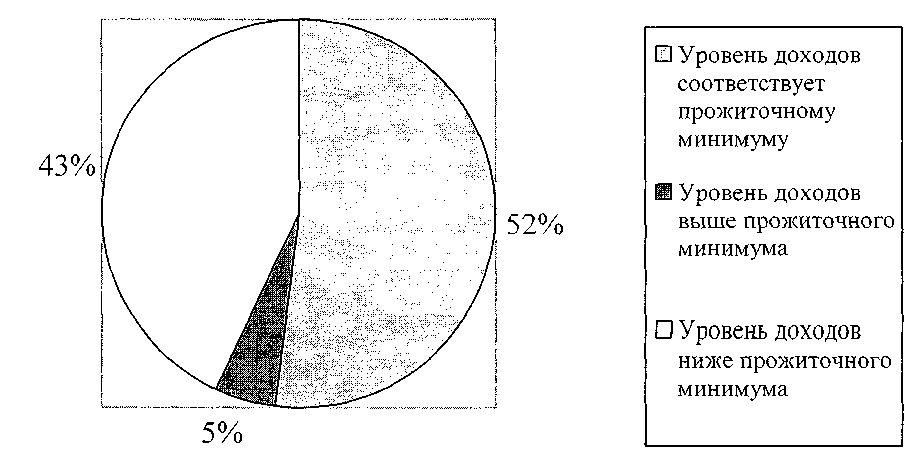 43%
52%
5%
Уровень доходов
соответствует
прожиточному
минимуму
Уровень доходов
выше прожиточного
минимума
Уровень доходов
ниже прожиточного
минимума